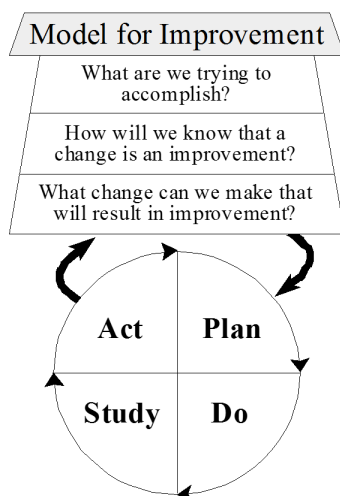 Model for Improvement
What are we trying to
accomplish?
How will we know that a
change is an improvement?
What change can we make that
will result in improvement?
Act
Plan
Study
Do